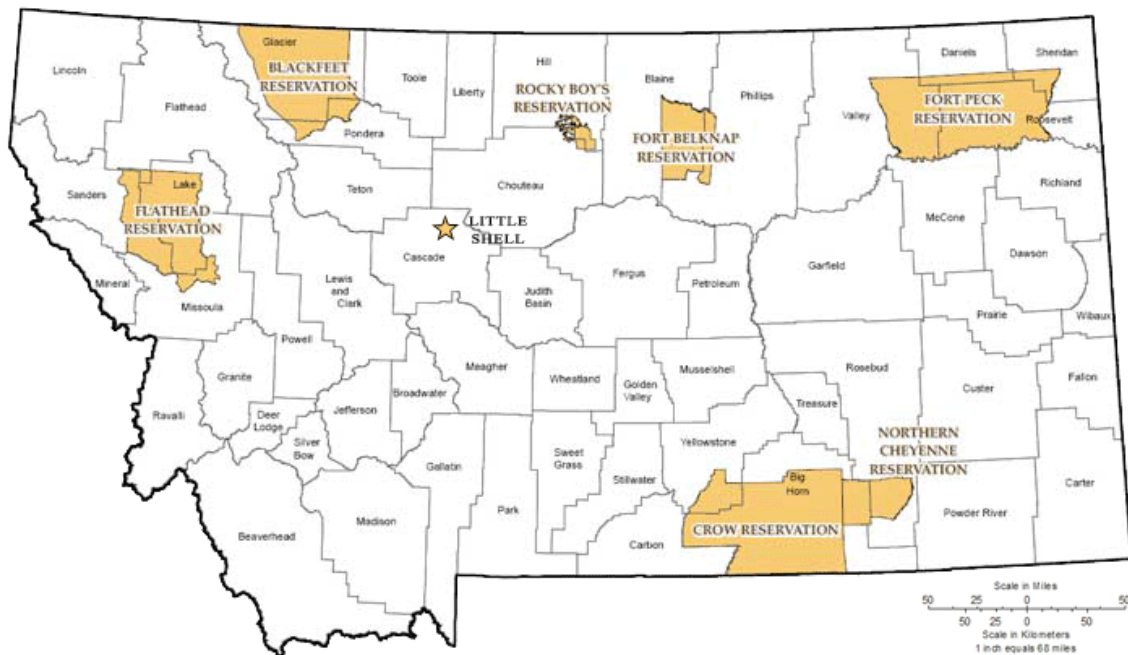 Glacier
BLACKFEET
RESERVATION
Lincoln
Flathead
Toole
Liberty
Hill
ROCKY BOY'S
RESERVATION
Blaine
Phillips
Daniels
Sheridan
Valley
FORT PECK
RESERVATION
Roosevelt
Pondera
FORT BELKNAP
RESERVATION
Sanders
Lake
FLATHEAD
RESERVATION
Teton
Chouteau
Richland
LITTLE
SHELL
Cascade
McCone
Dawson
Mineral
Missoula
Lewis
and
Clark
Judith
Basin
Fergus
Petroleum
Garfield
Prairie
Wibaux
Powell
Granite
Meagher
Wheatland
Golden
Valley
Musselshell
Rosebud
Custer
Fallon
Ravalli
Deer
Lodge
Jefferson
Broadwater
Treasure
Silver
Bow
Gallatin
Sweet
Grass
Yellowstone
NORTHERN
CHEYENNE
RESERVATION
Stillwater
Big
Horn
Carter
Beaverhead
Madison
Park
Carbon
CROW RESERVATION
Powder River
Scale in Miles
50 25 0 50
50 25 0 50
Scale in Kilometers
1 inch equals 68 miles